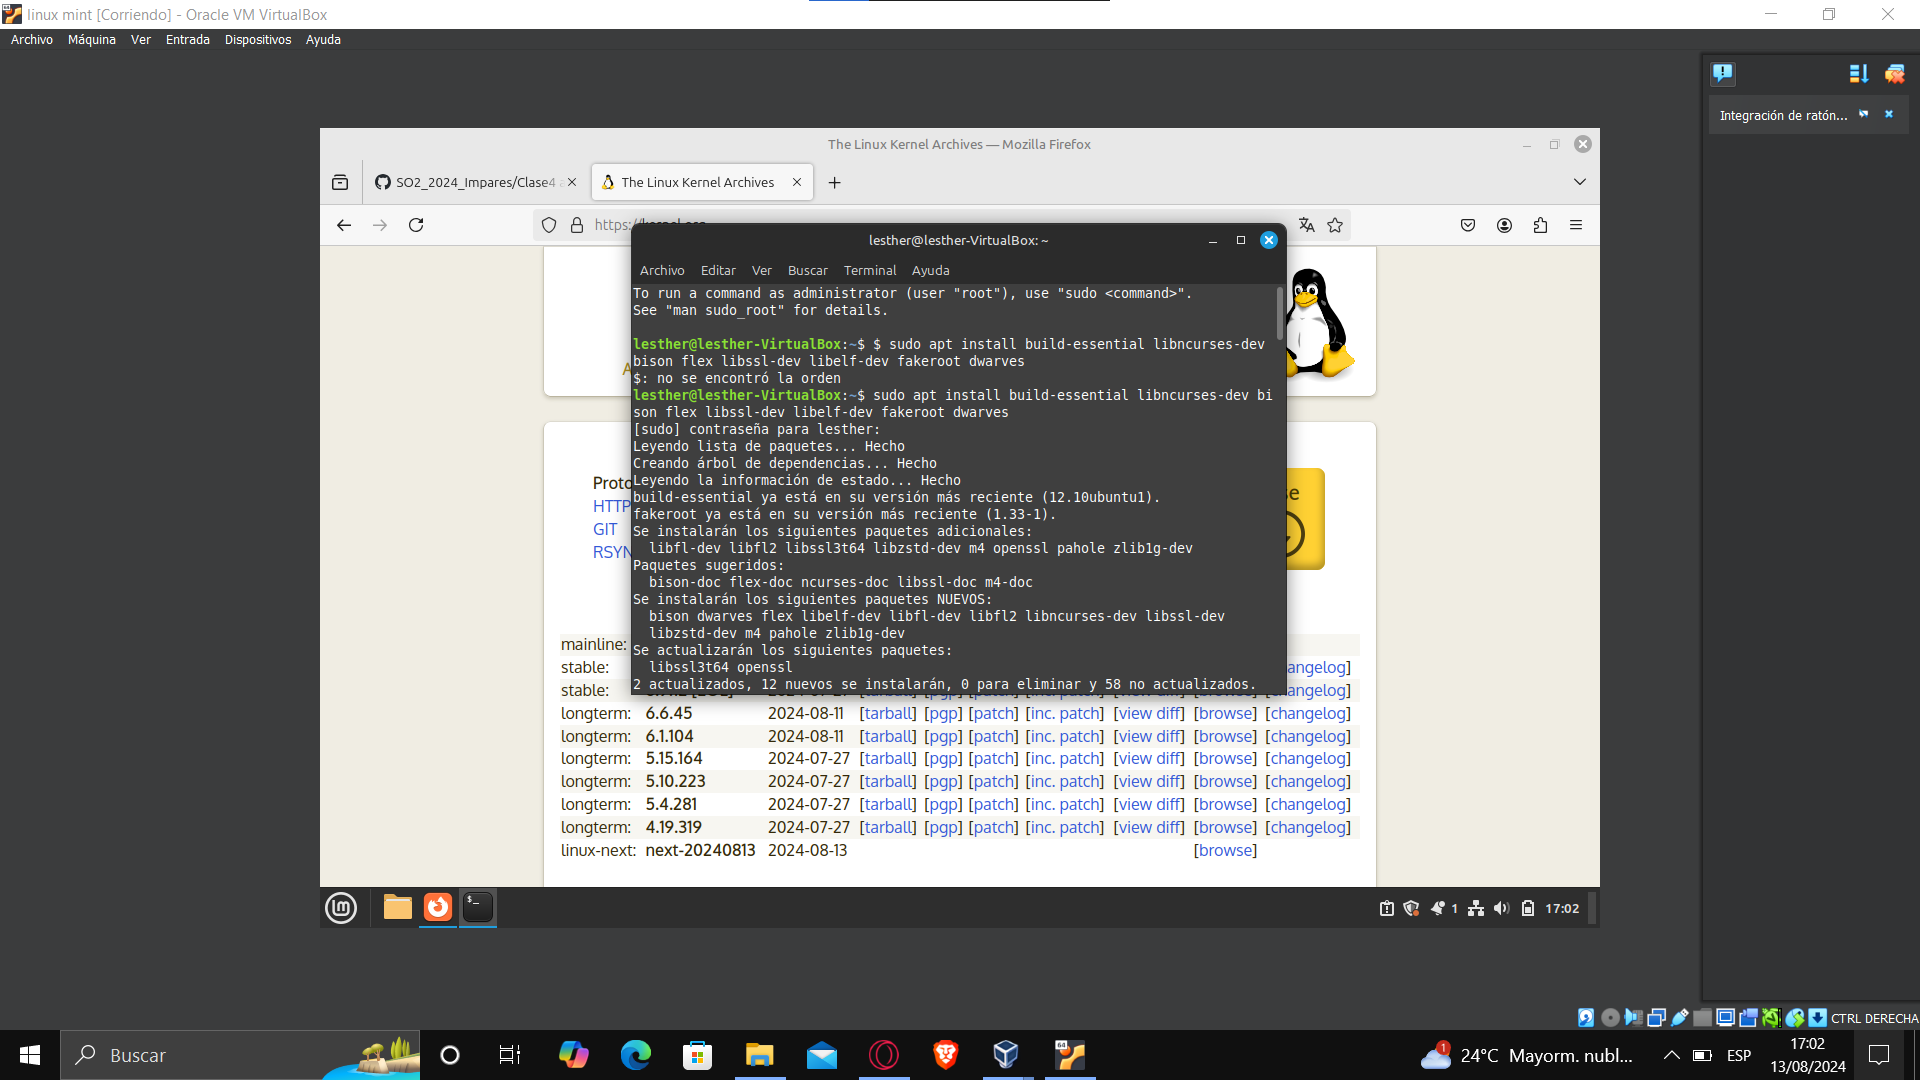 linux mint [Corriendo] - Oracle VM VirtualBox
Archivo Máquina Ver Entrada Dispositivos Ayuda
Integración de ratón...
The Linux Kernel Archives — Mozilla Firefox
SO2_2024_Impares/Clase4
The Linux Kernel Archives
https://kernel.org
lesther@lesther-VirtualBox: ~
Archivo Editar Ver Buscar Terminal Ayuda
To run a command as administrator (user "root"), use "sudo <command>".
See "man sudo_root" for details.
lesther@lesther-VirtualBox:~$ $ sudo apt install build-essential libncurses-dev
bison flex libssl-dev libelf-dev fakeroot dwarves
$: no se encontró la orden
lesther@lesther-VirtualBox:~$ sudo apt install build-essential libncurses-dev bi
son flex libssl-dev libelf-dev fakeroot dwarves
[sudo] contraseña para lesther:
Leyendo lista de paquetes... Hecho
Creando árbol de dependencias... Hecho
Leyendo la información de estado... Hecho
build-essential ya está en su versión más reciente (12.10ubuntu1).
fakeroot ya está en su versión más reciente (1.33-1).
Se instalarán los siguientes paquetes adicionales:
libfl-dev libfl2 libssl3t64 libzstd-dev m4 openssl pahole zlib1g-dev
Paquetes sugeridos:
bison-doc flex-doc ncurses-doc libssl-doc m4-doc
Se instalarán los siguientes paquetes NUEVOS:
bison dwarves flex libelf-dev libfl-dev libfl2 libncurses-dev libssl-dev
libzstd-dev m4 pahole zlib1g-dev
Se actualizarán los siguientes paquetes:
libssl3t64 openssl
2 actualizados, 12 nuevos se instalarán, 0 para eliminar y 58 no actualizados.
Proto
HTTP
GIT
RSYN
mainline:
stable: angelog]
stable: angelog]
longterm: 6.6.45 2024-08-11 [tarball] [pgp] [patch] [inc. patch] [view diff] [browse] [changelog]
longterm: 6.1.104 2024-08-11 [tarball] [pgp] [patch] [inc. patch] [view diff] [browse] [changelog]
longterm: 5.15.164 2024-07-27 [tarball] [pgp] [patch] [inc. patch] [view diff] [browse] [changelog]
longterm: 5.10.223 2024-07-27 [tarball] [pgp] [patch] [inc. patch] [view diff] [browse] [changelog]
longterm: 5.4.281 2024-07-27 [tarball] [pgp] [patch] [inc. patch] [view diff] [browse] [changelog]
longterm: 4.19.319 2024-07-27 [tarball] [pgp] [patch] [inc. patch] [view diff] [browse] [changelog]
linux-next: next-20240813 2024-08-13 [browse]
1 17:02
CTRL DERECHA
Buscar
1 24°C Mayorm. nubl...
ESP
17:02
13/08/2024